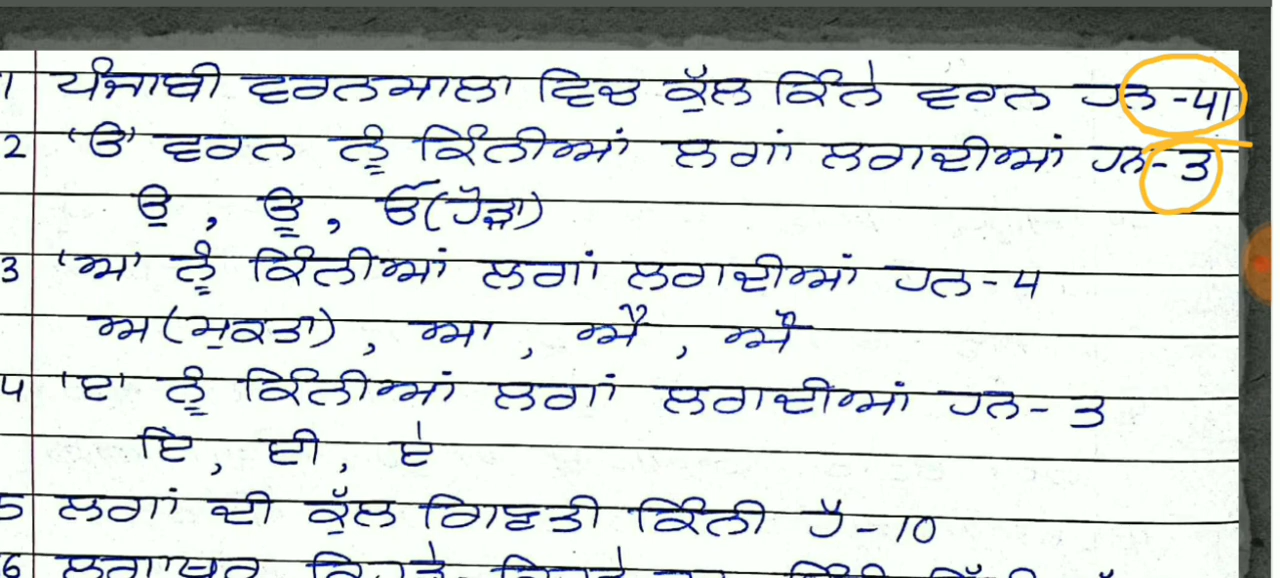 1 ਪੰਜਾਬੀ ਵਰਨਮਾਲਾ ਵਿਚ ਕੁੱਲ ਕਿੰਨੇ ਵਰਨ ਹਨ - 41
2 'ੳ' ਵਰਨ ਨੂੰ ਕਿੰਨੀਆਂ ਲਗਾਂ ਲਗਦੀਆਂ ਹਨ - 3
ਉ, ਊ, ਓ (ਹੋੜਾ)
3 'ਅ' ਨੂੰ ਕਿੰਨੀਆਂ ਲਗਾਂ ਲਗਦੀਆਂ ਹਨ - 4
ਅ (ਮੁਕਤਾ), ਆ, ਐ, ਔ
4 'ੲ' ਨੂੰ ਕਿੰਨੀਆਂ ਲਗਾਂ ਲਗਦੀਆਂ ਹਨ - 3
ਇ, ਈ, ਏ
5 ਲਗਾਂ ਦੀ ਕੁੱਲ ਗਿਣਤੀ ਕਿੰਨੀ ਹੈ - 10
6